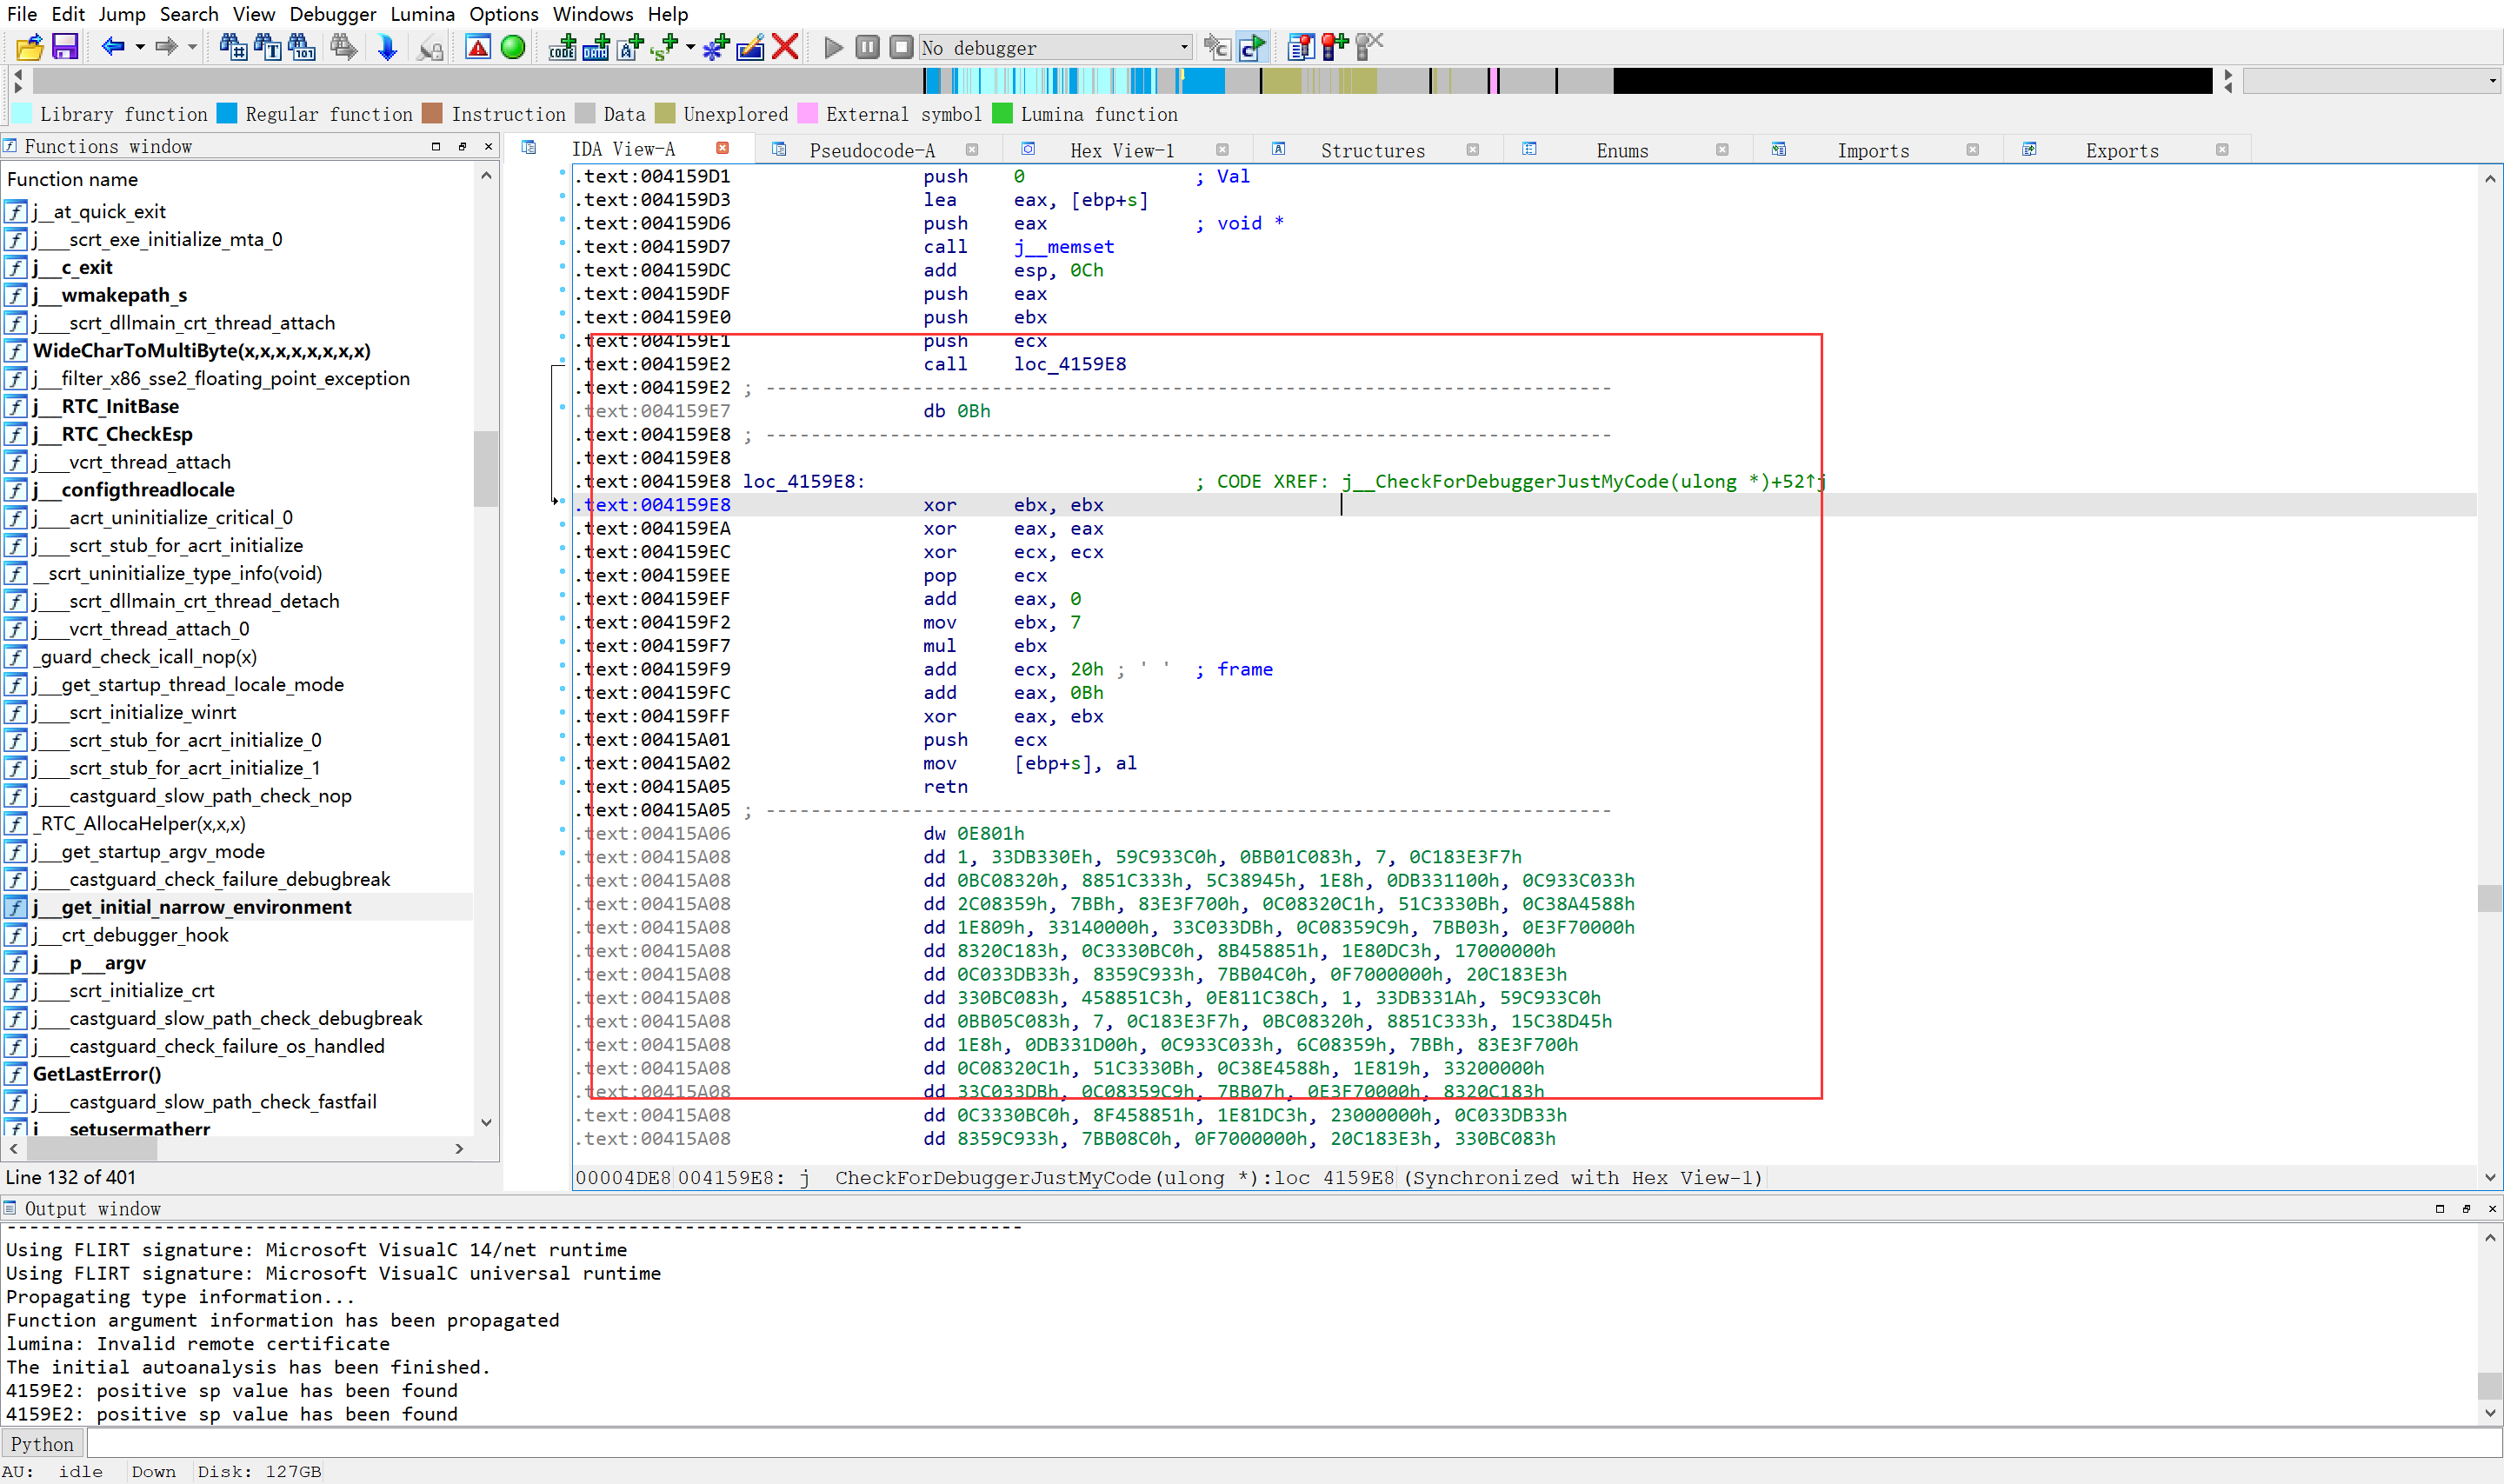 File Edit Jump Search View Debugger Lumina Options Windows Help
No debugger
Library function Regular function Instruction Data Unexplored External symbol Lumina function
Functions window
Function name
j__at_quick_exit
j___scrt_exe_initialize_mta_0
j__c_exit
j__wmakepath_s
j___scrt_dllmain_crt_thread_attach
WideCharToMultiByte(x,x,x,x,x,x,x,x)
j__filter_x86_sse2_floating_point_exception
j__RTC_InitBase
j__RTC_CheckEsp
j___vcrt_thread_attach
j__configthreadlocale
j___acrt_uninitialize_critical_0
j___scrt_stub_for_acrt_initialize
__scrt_uninitialize_type_info(void)
j___scrt_dllmain_crt_thread_detach
j___vcrt_thread_attach_0
_guard_check_icall_nop(x)
j__get_startup_thread_locale_mode
j___scrt_initialize_winrt
j___scrt_stub_for_acrt_initialize_0
j___scrt_stub_for_acrt_initialize_1
j___castguard_slow_path_check_nop
_RTC_AllocaHelper(x,x,x)
j__get_startup_argv_mode
j___castguard_check_failure_debugbreak
j__get_initial_narrow_environment
j__crt_debugger_hook
j___p__argv
j___scrt_initialize_crt
j___castguard_slow_path_check_debugbreak
j___castguard_check_failure_os_handled
GetLastError()
j___castguard_slow_path_check_fastfail
j___setusermatherr
Line 132 of 401
IDA View-A Pseudocode-A Hex View-1 Structures Enums Imports Exports
.text:004159D1 push 0 ; Val
.text:004159D3 lea eax, [ebp+s]
.text:004159D6 push eax ; void *
.text:004159D7 call j__memset
.text:004159DC add esp, 0Ch
.text:004159DF push eax
.text:004159E0 push ebx
.text:004159E1 push ecx
.text:004159E2 call loc_4159E8
.text:004159E2 ; ---------------------------------------------------------------------------
.text:004159E7 db 0Bh
.text:004159E8 ; ---------------------------------------------------------------------------
.text:004159E8
.text:004159E8 loc_4159E8: ; CODE XREF: j__CheckForDebuggerJustMyCode(ulong *)+52↑j
.text:004159E8 xor ebx, ebx
.text:004159EA xor eax, eax
.text:004159EC xor ecx, ecx
.text:004159EE pop ecx
.text:004159EF add eax, 0
.text:004159F2 mov ebx, 7
.text:004159F7 mul ebx
.text:004159F9 add ecx, 20h ; ' ' ; frame
.text:004159FC add eax, 0Bh
.text:004159FF xor eax, ebx
.text:00415A01 push ecx
.text:00415A02 mov [ebp+s], al
.text:00415A05 retn
.text:00415A05 ; ---------------------------------------------------------------------------
.text:00415A06 dw 0E801h
.text:00415A08 dd 1, 33DB330Eh, 59C933C0h, 0BB01C083h, 7, 0C183E3F7h
.text:00415A08 dd 0BC08320h, 8851C333h, 5C38945h, 1E8h, 0DB331100h, 0C933C033h
.text:00415A08 dd 2C08359h, 7BBh, 83E3F700h, 0C08320C1h, 51C3330Bh, 0C38A4588h
.text:00415A08 dd 1E809h, 33140000h, 33C033DBh, 0C08359C9h, 7BB03h, 0E3F70000h
.text:00415A08 dd 8320C183h, 0C3330BC0h, 8B458851h, 1E80DC3h, 17000000h
.text:00415A08 dd 0C033DB33h, 8359C933h, 7BB04C0h, 0F7000000h, 20C183E3h
.text:00415A08 dd 330BC083h, 458851C3h, 0E811C38Ch, 1, 33DB331Ah, 59C933C0h
.text:00415A08 dd 0BB05C083h, 7, 0C183E3F7h, 0BC08320h, 8851C333h, 15C38D45h
.text:00415A08 dd 1E8h, 0DB331D00h, 0C933C033h, 6C08359h, 7BBh, 83E3F700h
.text:00415A08 dd 0C08320C1h, 51C3330Bh, 0C38E4588h, 1E819h, 33200000h
.text:00415A08 dd 33C033DBh, 0C08359C9h, 7BB07h, 0E3F70000h, 8320C183h
.text:00415A08 dd 0C3330BC0h, 8F458851h, 1E81DC3h, 23000000h, 0C033DB33h
.text:00415A08 dd 8359C933h, 7BB08C0h, 0F7000000h, 20C183E3h, 330BC083h
00004DE8 004159E8: j__CheckForDebuggerJustMyCode(ulong *):loc_4159E8 (Synchronized with Hex View-1)
Output window
Using FLIRT signature: Microsoft VisualC 14/net runtime
Using FLIRT signature: Microsoft VisualC universal runtime
Propagating type information...
Function argument information has been propagated
lumina: Invalid remote certificate
The initial autoanalysis has been finished.
4159E2: positive sp value has been found
4159E2: positive sp value has been found
Python
AU: idle Down Disk: 127GB